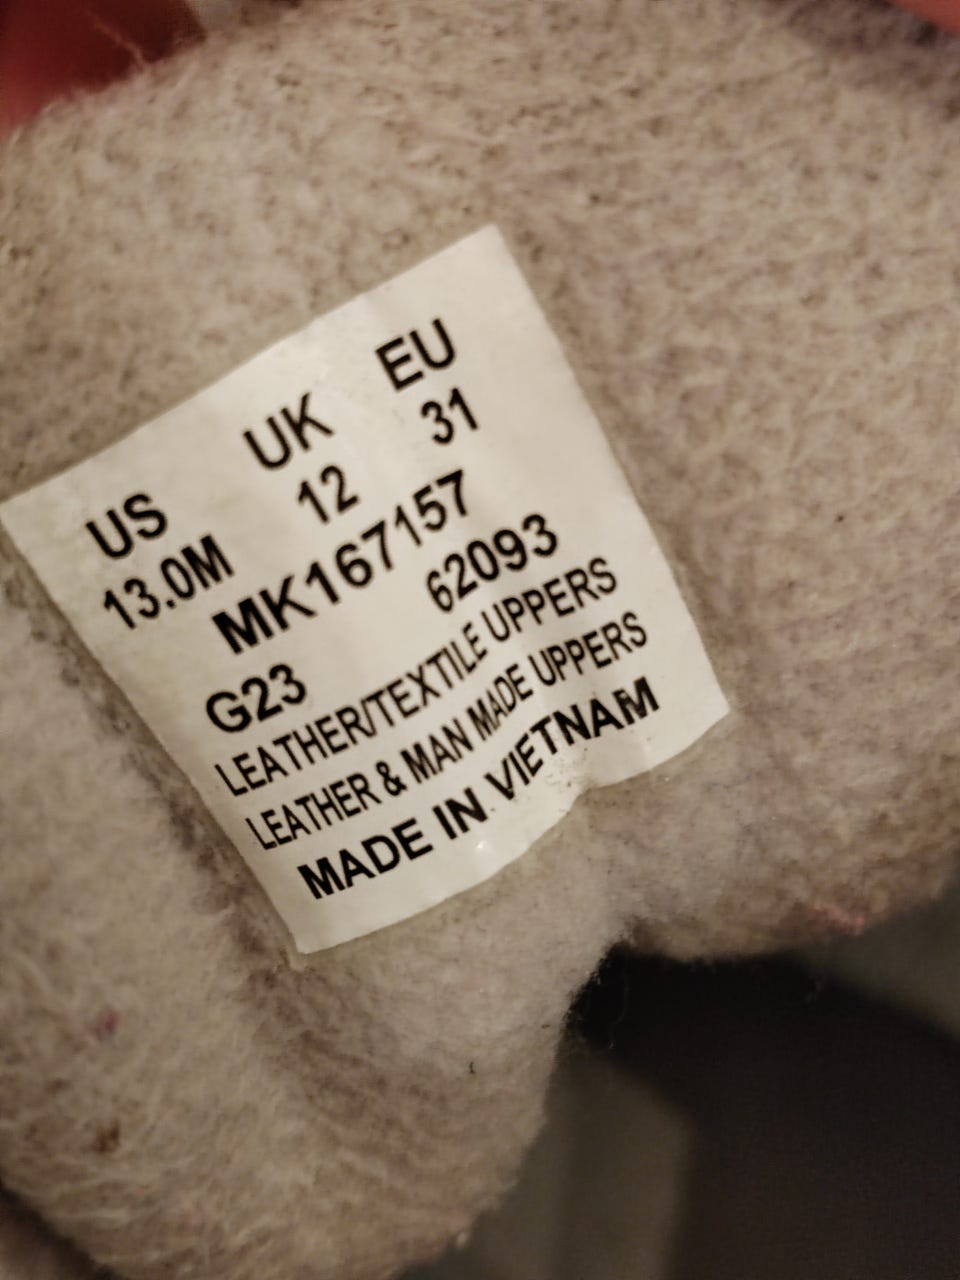 US UK EU
13.0M 12 31
MK167157
G23 62093
LEATHER/TEXTILE UPPERS
LEATHER & MAN MADE UPPERS
MADE IN VIETNAM